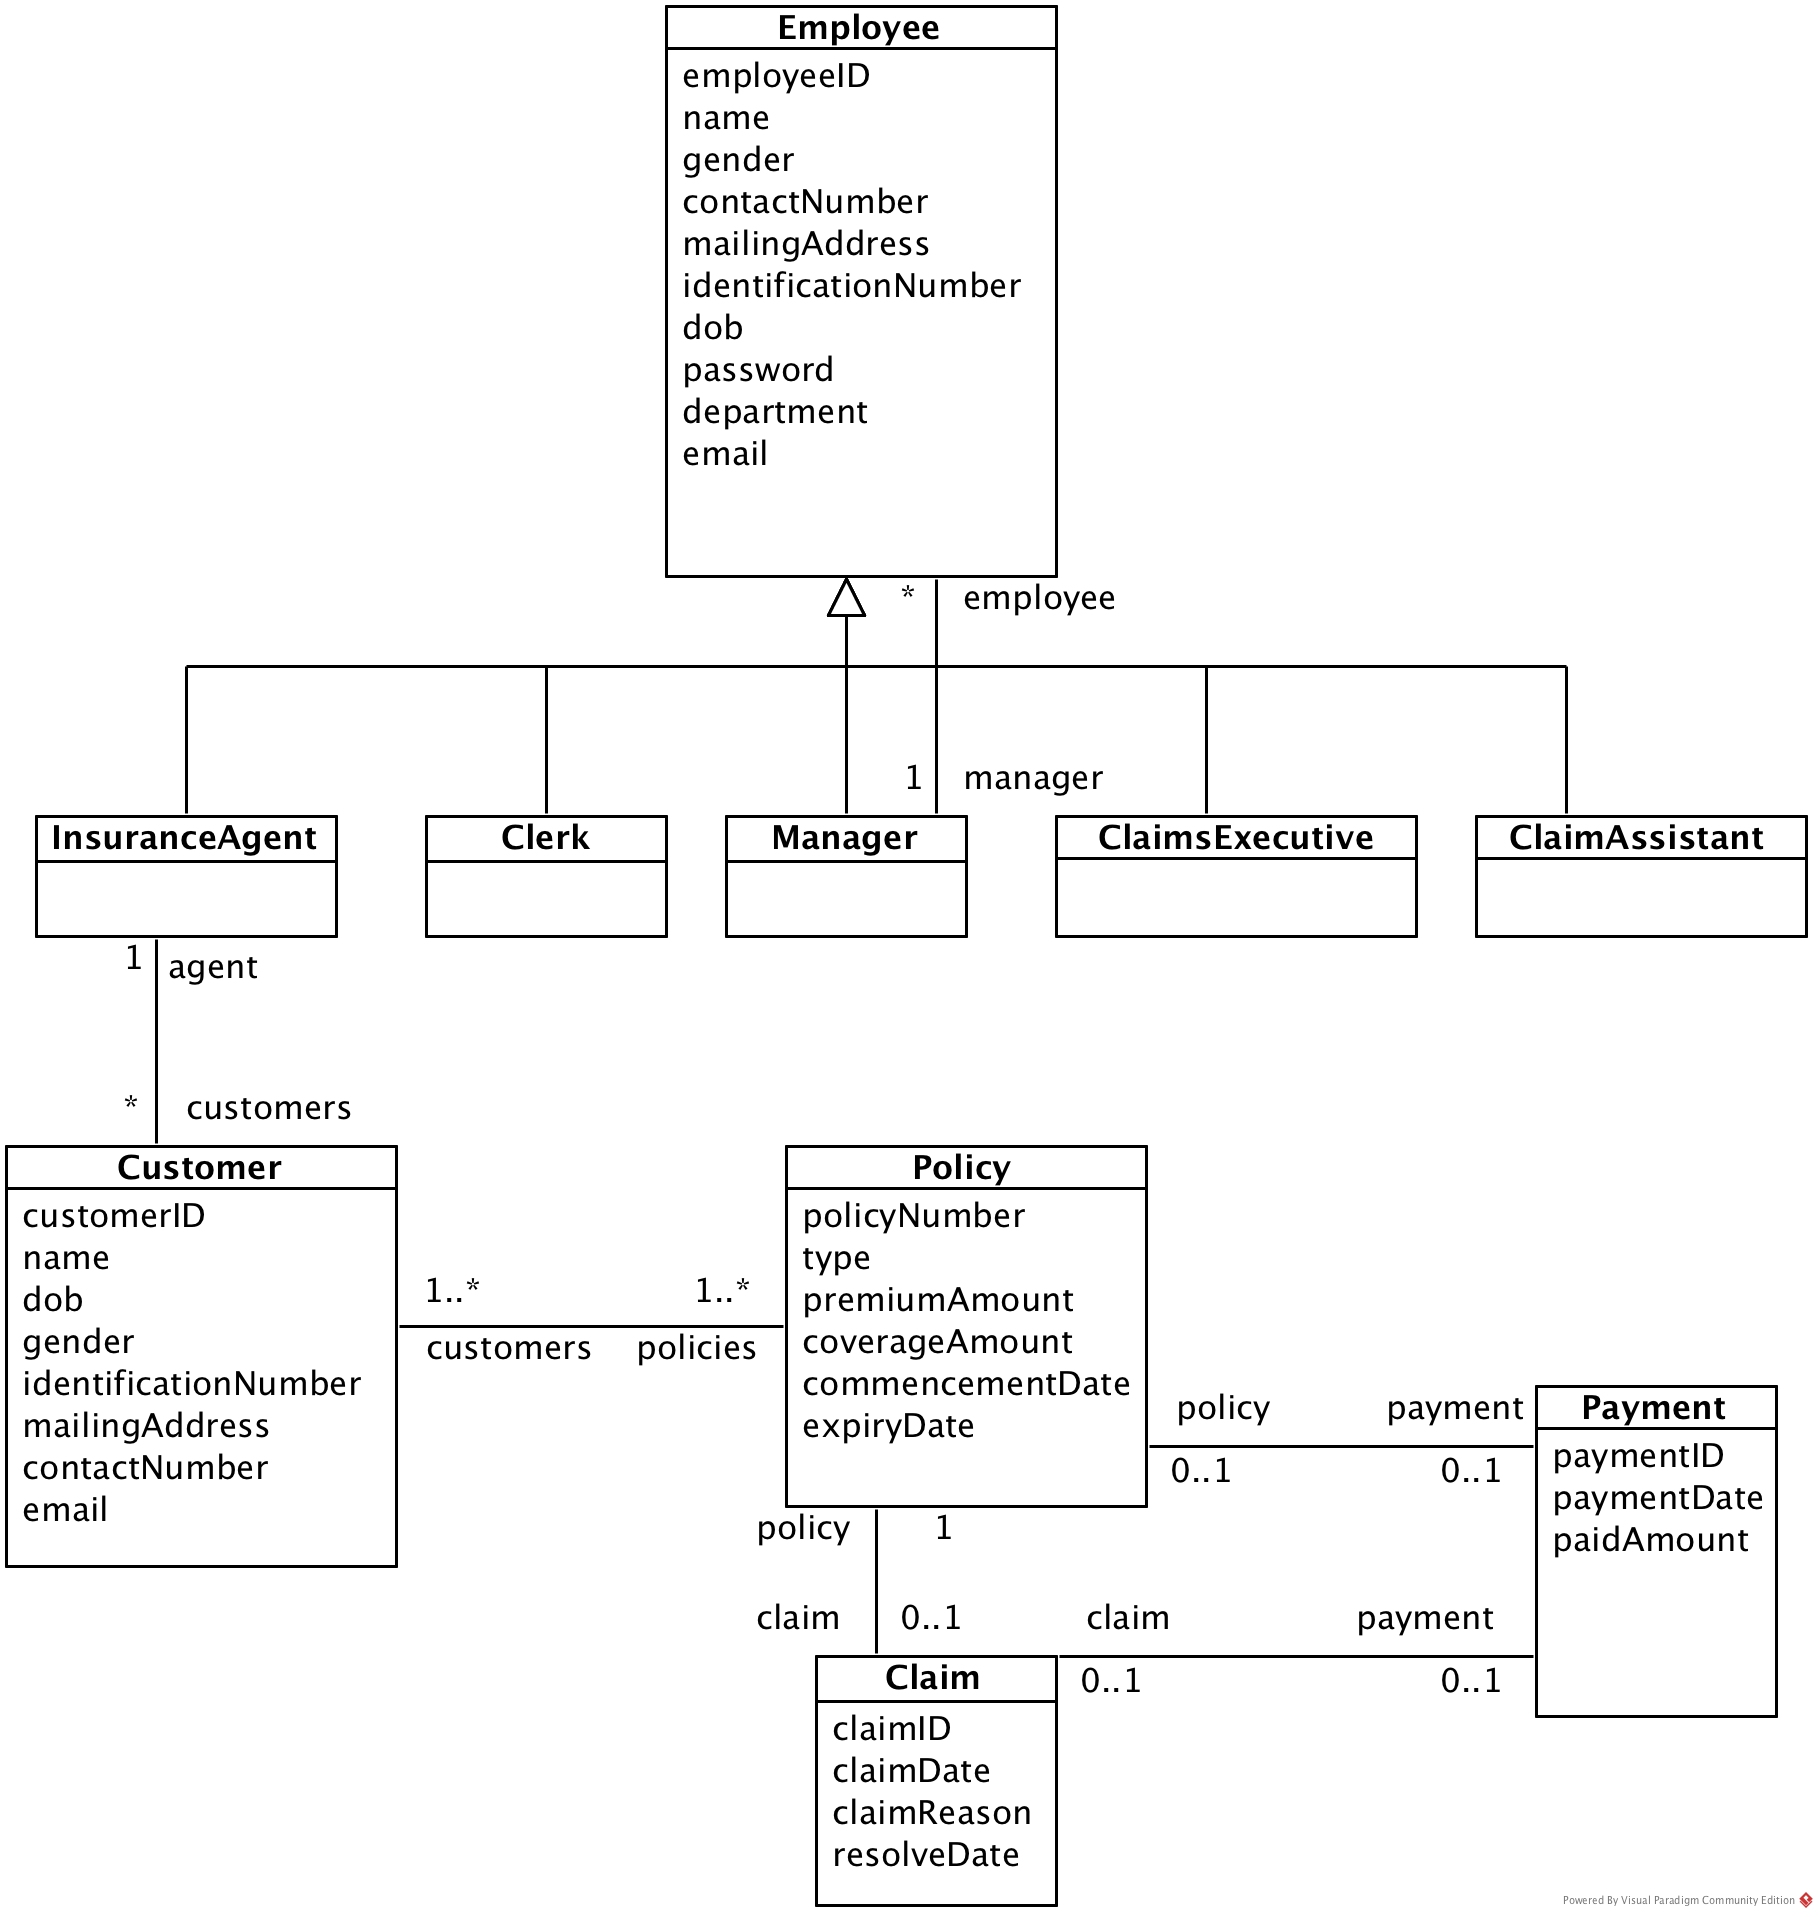 Employee
employeeID
name
gender
contactNumber
mailingAddress
identificationNumber
dob
password
department
email
* employee
1 manager
InsuranceAgent
Clerk
Manager
ClaimsExecutive
ClaimAssistant
1 agent
* customers
Customer
customerID
name
dob
gender
identificationNumber
mailingAddress
contactNumber
email
1..* 1..*
customers policies
Policy
policyNumber
type
premiumAmount
coverageAmount
commencementDate
expiryDate
policy payment
0..1 0..1
Payment
paymentID
paymentDate
paidAmount
policy 1
claim 0..1
claim payment
0..1 0..1
Claim
claimID
claimDate
claimReason
resolveDate
Powered By Visual Paradigm Community Edition